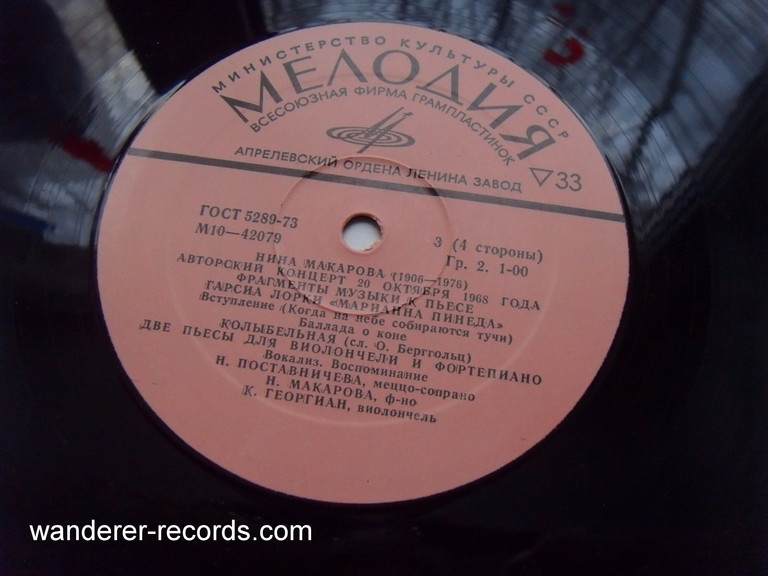 МИНИСТЕРСТВО КУЛЬТУРЫ СССР
МЕЛОДИЯ
ВСЕСОЮЗНАЯ ФИРМА ГРАМПЛАСТИНОК
АПРЕЛЕВСКИЙ ОРДЕНА ЛЕНИНА ЗАВОД
33
ГОСТ 5289-73
М10—42079
3 (4 стороны)
Гр. 2. 1-00
НИНА МАКАРОВА (1906—1976)
АВТОРСКИЙ КОНЦЕРТ 20 ОКТЯБРЯ 1968 ГОДА
ФРАГМЕНТЫ МУЗЫКИ К ПЬЕСЕ
ГАРСИА ЛОРКИ «МАРИАННА ПИНЕДА»
Вступление (Когда на небе собираются тучи)
Баллада о коне
КОЛЫБЕЛЬНАЯ (сл. О. Берггольц)
ДВЕ ПЬЕСЫ ДЛЯ ВИОЛОНЧЕЛИ И ФОРТЕПИАНО
Вокализ. Воспоминание
Н. ПОСТАВНИЧЕВА, меццо-сопрано
Н. МАКАРОВА, ф-но
К. ГЕОРГИАН, виолончель
wanderer-records.com